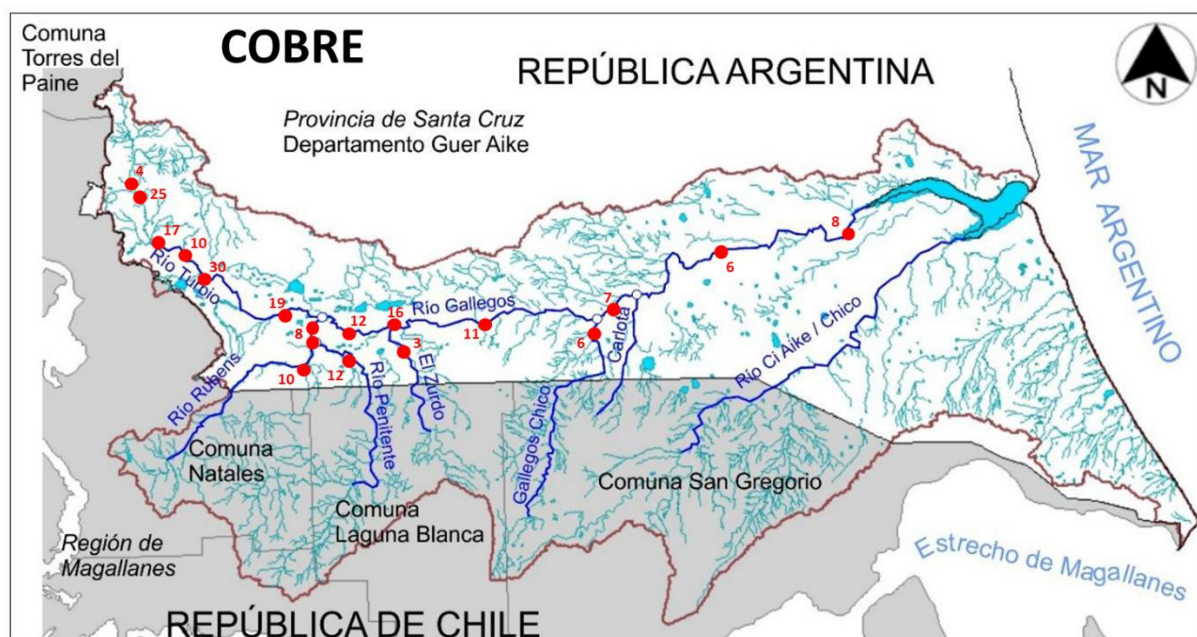 Comuna
Torres del
Paine
COBRE
REPÚBLICA ARGENTINA
N
Provincia de Santa Cruz
Departamento Guer Aike
MAR ARGENTINO
4
25
17
10
30
Río Turbio
19
8
12
16
Río Gallegos
11
7
6
6
8
Carlota
3
10
12
Río Rubens
Río Penitente
El Zurdo
Gallegos Chico
Río Ci Aike / Chico
Comuna
Natales
Comuna
Laguna Blanca
Comuna San Gregorio
Región de
Magallanes
Estrecho de Magallanes
REPÚBLICA DE CHILE